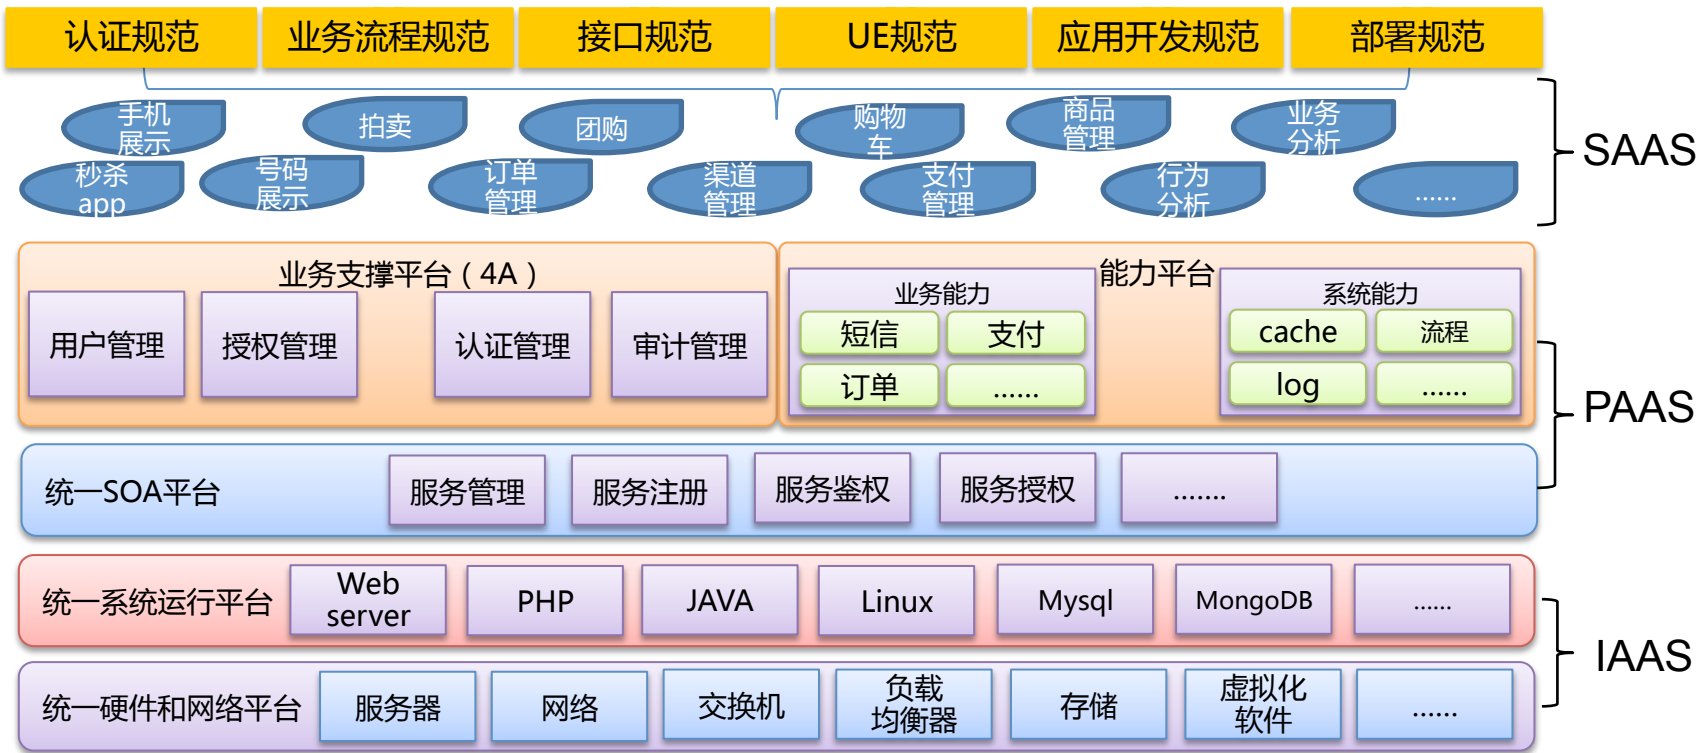 认证规范
业务流程规范
接口规范
UE规范
应用开发规范
部署规范
手机
展示
拍卖
团购
购物
车
商品
管理
业务
分析
秒杀
app
号码
展示
订单
管理
渠道
管理
支付
管理
行为
分析
......
SAAS
业务支撑平台（4A）
用户管理
授权管理
认证管理
审计管理
能力平台
业务能力
短信
支付
订单
......
系统能力
cache
流程
log
......
PAAS
统一SOA平台
服务管理
服务注册
服务鉴权
服务授权
.......
统一系统运行平台
Web
server
PHP
JAVA
Linux
Mysql
MongoDB
......
IAAS
统一硬件和网络平台
服务器
网络
交换机
负载
均衡器
存储
虚拟化
软件
......